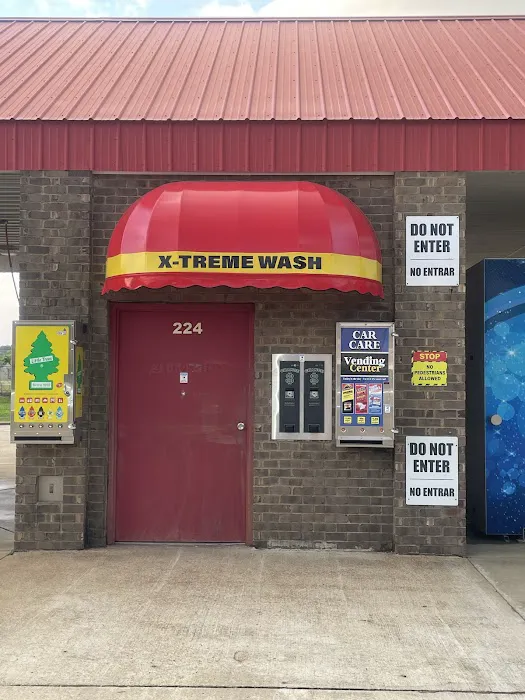 X-TREME WASH
224
DO NOT
ENTER
NO ENTRAR
CAR
CARE
Vending
Center
STOP
NO
PEDESTRIANS
ALLOWED
DO NOT
ENTER
NO ENTRAR